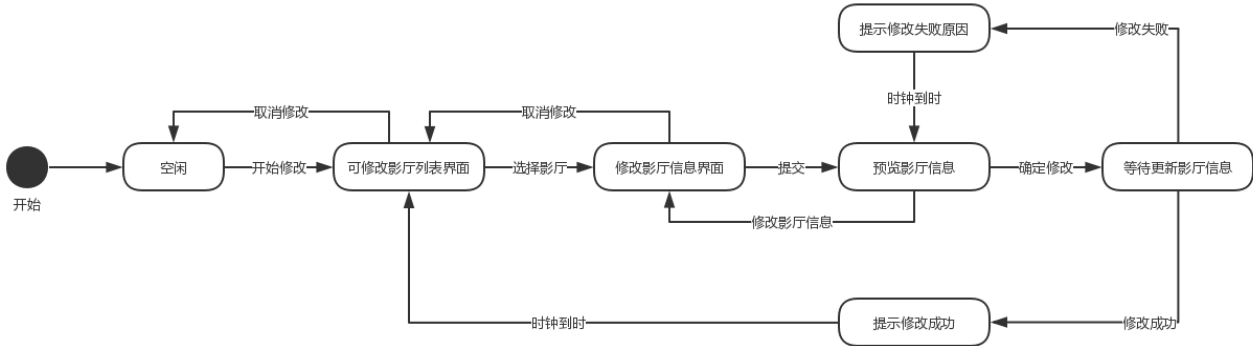 提示修改失败原因
修改失败
时钟到时
取消修改
取消修改
开始
空闲
开始修改
可修改影厅列表界面
选择影厅
修改影厅信息界面
提交
预览影厅信息
确定修改
等待更新影厅信息
修改影厅信息
时钟到时
提示修改成功
修改成功